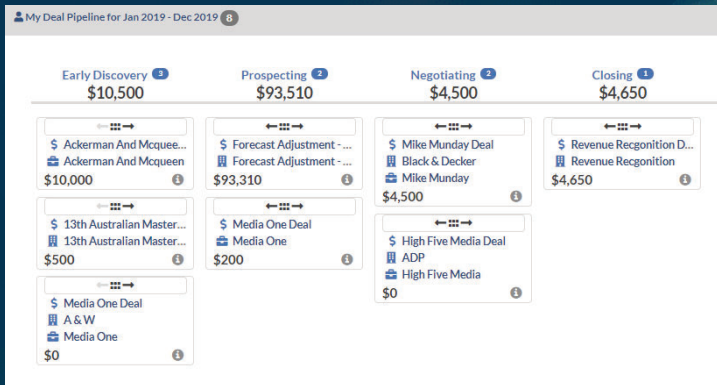 My Deal Pipeline for Jan 2019 - Dec 2019 8
Early Discovery 3
$10,500
$ Ackerman And Mcquee...
Ackerman And Mcqueen
$10,000
$ 13th Australian Master...
13th Australian Master...
$500
$ Media One Deal
A & W
Media One
$0
Prospecting 2
$93,510
$ Forecast Adjustment - ...
Forecast Adjustment - ...
$93,310
$ Media One Deal
Media One
$200
Negotiating 2
$4,500
$ Mike Munday Deal
Black & Decker
Mike Munday
$4,500
$ High Five Media Deal
ADP
High Five Media
$0
Closing 1
$4,650
$ Revenue Recgonition D...
Revenue Recgonition
$4,650